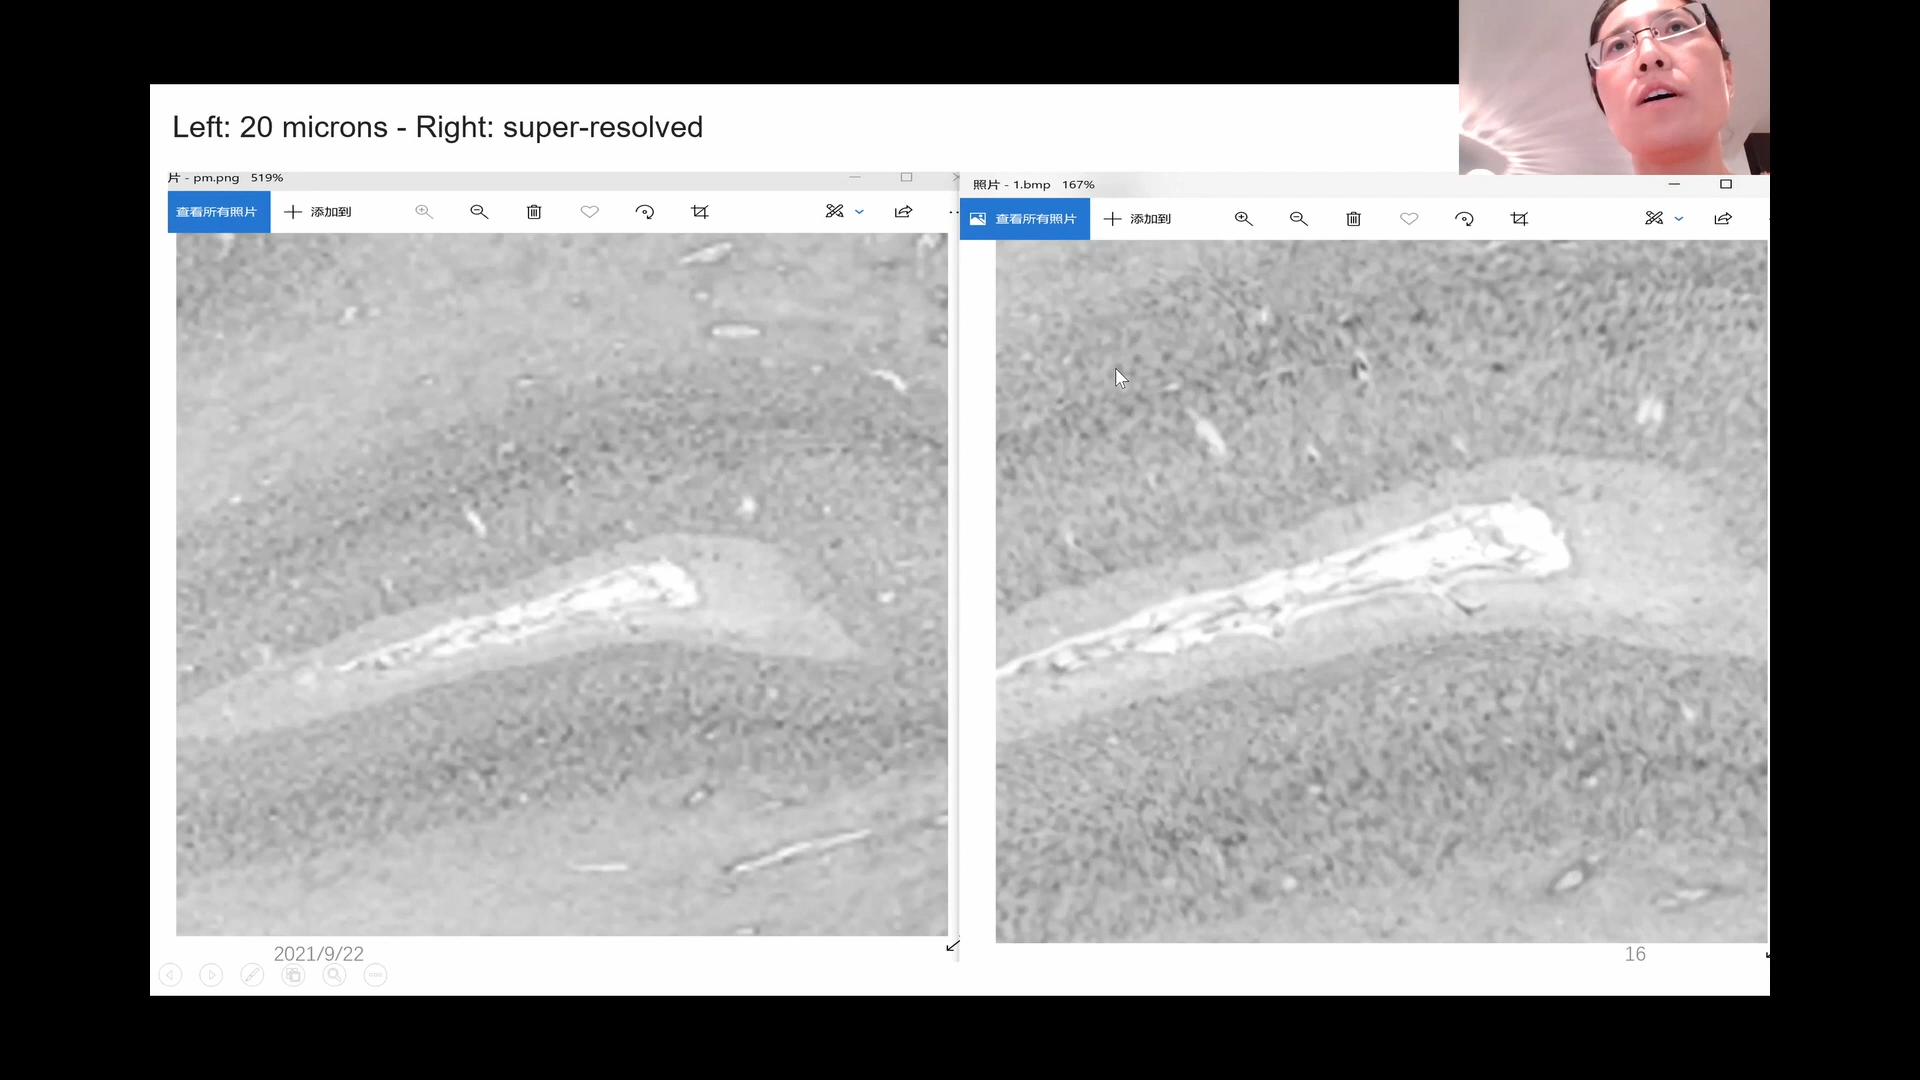 Left: 20 microns - Right: super-resolved
片 - pm.png 519%
查看所有照片 添加到
照片 - 1.bmp 167%
查看所有照片 添加到
2021/9/22
16